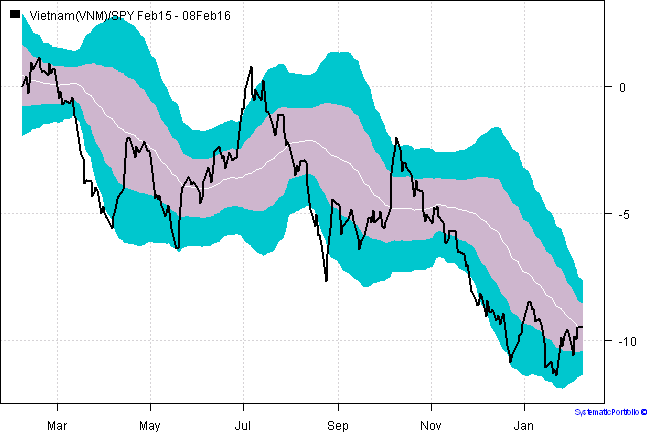 Vietnam(VNM)/SPY Feb15 - 08Feb16
0
-5
-10
Mar May Jul Sep Nov Jan
SystematicPortfolio ©